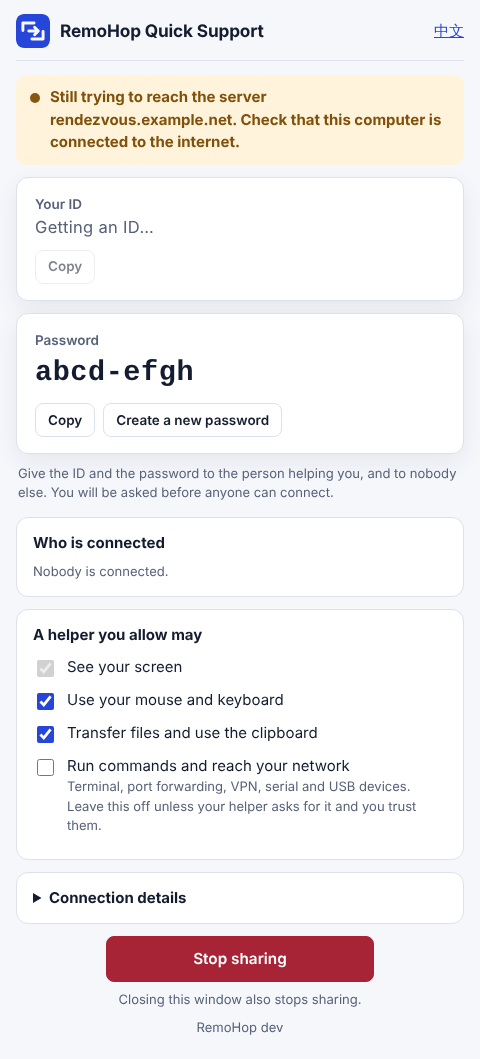 RemoHop Quick Support
中文
Still trying to reach the server
rendezvous.example.net. Check that this computer is
connected to the internet.
Your ID
Getting an ID...
Copy
Password
abcd-efgh
Copy
Create a new password
Give the ID and the password to the person helping you, and to nobody
else. You will be asked before anyone can connect.
Who is connected
Nobody is connected.
A helper you allow may
See your screen
Use your mouse and keyboard
Transfer files and use the clipboard
Run commands and reach your network
Terminal, port forwarding, VPN, serial and USB devices.
Leave this off unless your helper asks for it and you trust
them.
Connection details
Stop sharing
Closing this window also stops sharing.
RemoHop dev